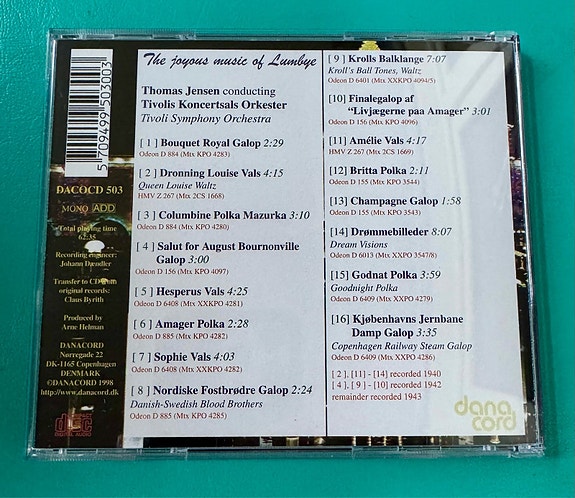 5 709499 503003
DACOCD 503
MONO ADD
Total playing time
62:35
Recording engineer:
Johann Dændler
Transfer to CD from
original records:
Claus Byrith
Produced by
Arne Helman
DANACORD
Nørregade 22
DK-1165 Copenhagen
DENMARK
©DANACORD 1998
http://www.danacord.dk
COMPACT
disc
DIGITAL AUDIO
The joyous music of Lumbye
Thomas Jensen conducting
Tivolis Koncertsals Orkester
Tivoli Symphony Orchestra
[ 1 ] Bouquet Royal Galop 2:29
Odeon D 884 (Mtx KPO 4283)
[ 2 ] Dronning Louise Vals 4:15
Queen Louise Waltz
HMV Z 267 (Mtx 2CS 1668)
[ 3 ] Columbine Polka Mazurka 3:10
Odeon D 884 (Mtx KPO 4280)
[ 4 ] Salut for August Bournonville
Galop 3:00
Odeon D 156 (Mtx KPO 4097)
[ 5 ] Hesperus Vals 4:25
Odeon D 6408 (Mtx XXKPO 4281)
[ 6 ] Amager Polka 2:28
Odeon D 885 (Mtx KPO 4282)
[ 7 ] Sophie Vals 4:03
Odeon D 6408 (Mtx XXKPO 4282)
[ 8 ] Nordiske Fostbrødre Galop 2:24
Danish-Swedish Blood Brothers
Odeon D 885 (Mtx KPO 4285)
[ 9 ] Krolls Balklange 7:07
Kroll's Ball Tones, Waltz
Odeon D 6401 (Mtx XXKPO 4094/5)
[10] Finalegalop af
“Livjægerne paa Amager” 3:01
Odeon D 156 (Mtx KPO 4096)
[11] Amélie Vals 4:17
HMV Z 267 (Mtx 2CS 1669)
[12] Britta Polka 2:11
Odeon D 155 (Mtx KPO 3544)
[13] Champagne Galop 1:58
Odeon D 155 (Mtx KPO 3543)
[14] Drømmebilleder 8:07
Dream Visions
Odeon D 6013 (Mtx XXPO 3547/8)
[15] Godnat Polka 3:59
Goodnight Polka
Odeon D 6409 (Mtx XXPO 4279)
[16] Kjøbenhavns Jernbane
Damp Galop 3:35
Copenhagen Railway Steam Galop
Odeon D 6409 (Mtx XXPO 4286)
[ 2 ]. [11] - [14] recorded 1940
[ 4 ]. [ 9 ] - [10] recorded 1942
remainder recorded 1943
dana
cord